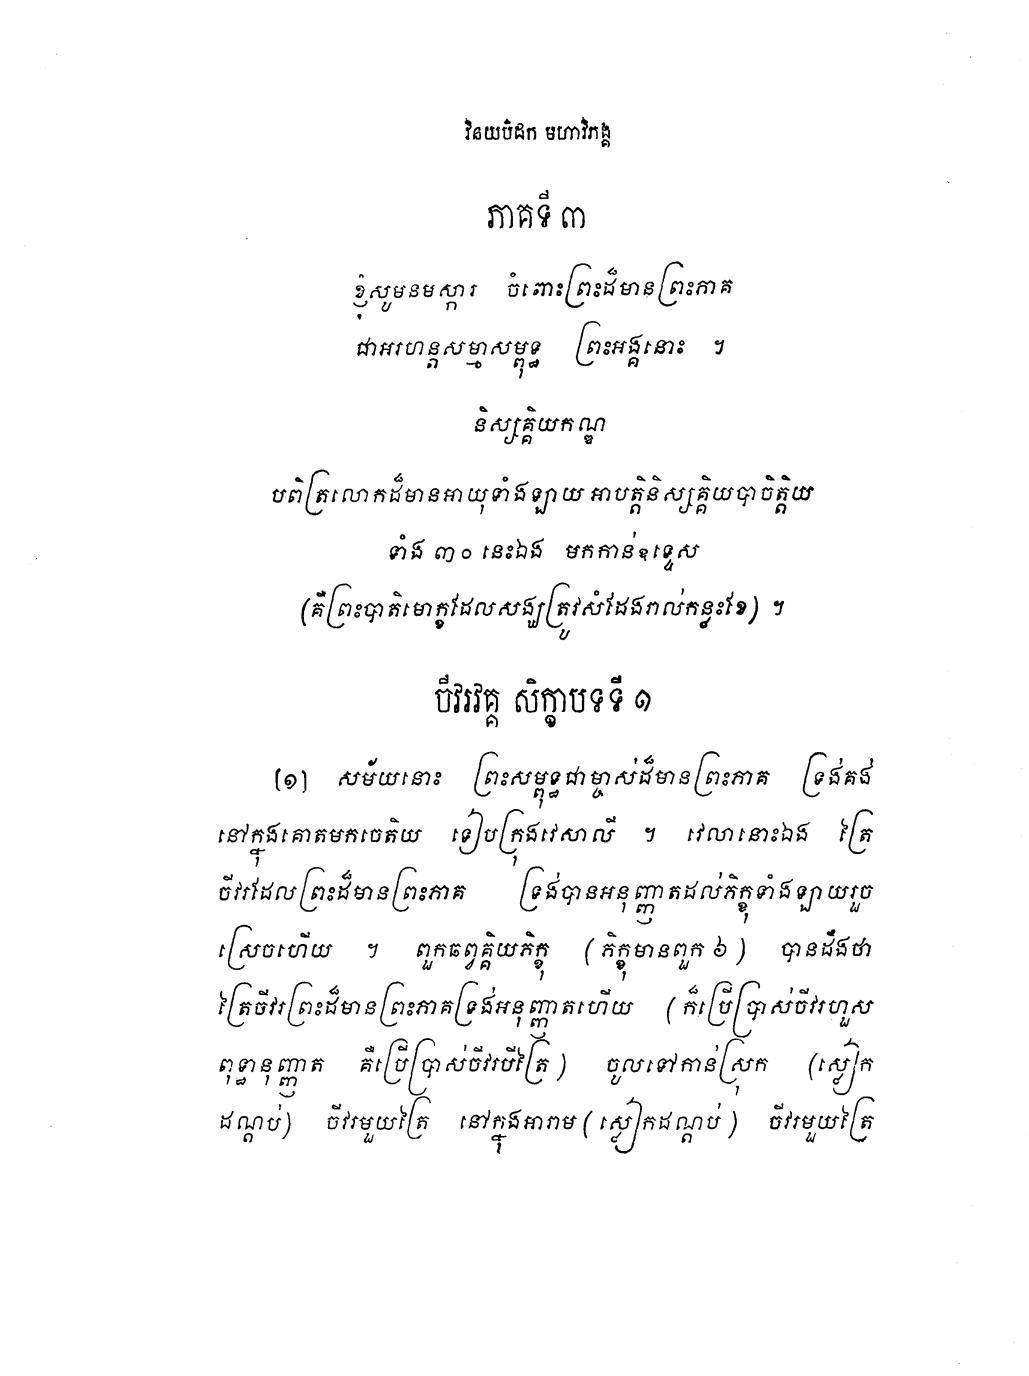 វិនយបិដក មហាវិភង្គ
ភាគទី ៣
ខ្ញុំសូមនមស្ការ ចំពោះព្រះដ៏មានព្រះភាគ
ជាអរហន្តសម្មាសម្ពុទ្ធ ព្រះអង្គនោះ ។
និស្សគ្គិយកណ្ឌ
បពិត្រលោកដ៏មានអាយុទាំងឡាយ អាបត្តិនិស្សគ្គិយបាចិត្តិយ
ទាំង ៣០ នេះឯង មកកាន់ឧទ្ទេស
(គឺព្រះបាតិមោក្ខដែលសង្ឃត្រូវសំដែងរាល់កន្លះខែ) ។
ចីវរវគ្គ សិក្ខាបទទី ១
[១] សម័យនោះ ព្រះសម្ពុទ្ធជាម្ចាស់ដ៏មានព្រះភាគ ទ្រង់គង់
នៅក្នុងគោតមកចេតិយ ទៀបក្រុងវេសាលី ។ វេលានោះឯង ត្រៃ
ចីវរដែលព្រះដ៏មានព្រះភាគ ទ្រង់បានអនុញ្ញាតដល់ភិក្ខុទាំងឡាយរួច
ស្រេចហើយ ។ ពួកឆព្វគ្គិយភិក្ខុ (ភិក្ខុមានពួក ៦) បានដឹងថា
ត្រៃចីវរព្រះដ៏មានព្រះភាគទ្រង់អនុញ្ញាតហើយ (ក៏ប្រើប្រាស់ចីវរហួស
ពុទ្ធានុញ្ញាត គឺប្រើប្រាស់ចីវរបីត្រៃ) ចូលទៅកាន់ស្រុក (ស្លៀក
ដណ្តប់) ចីវរមួយត្រៃ នៅក្នុងអារាម (ស្លៀកដណ្តប់) ចីវរមួយត្រៃ